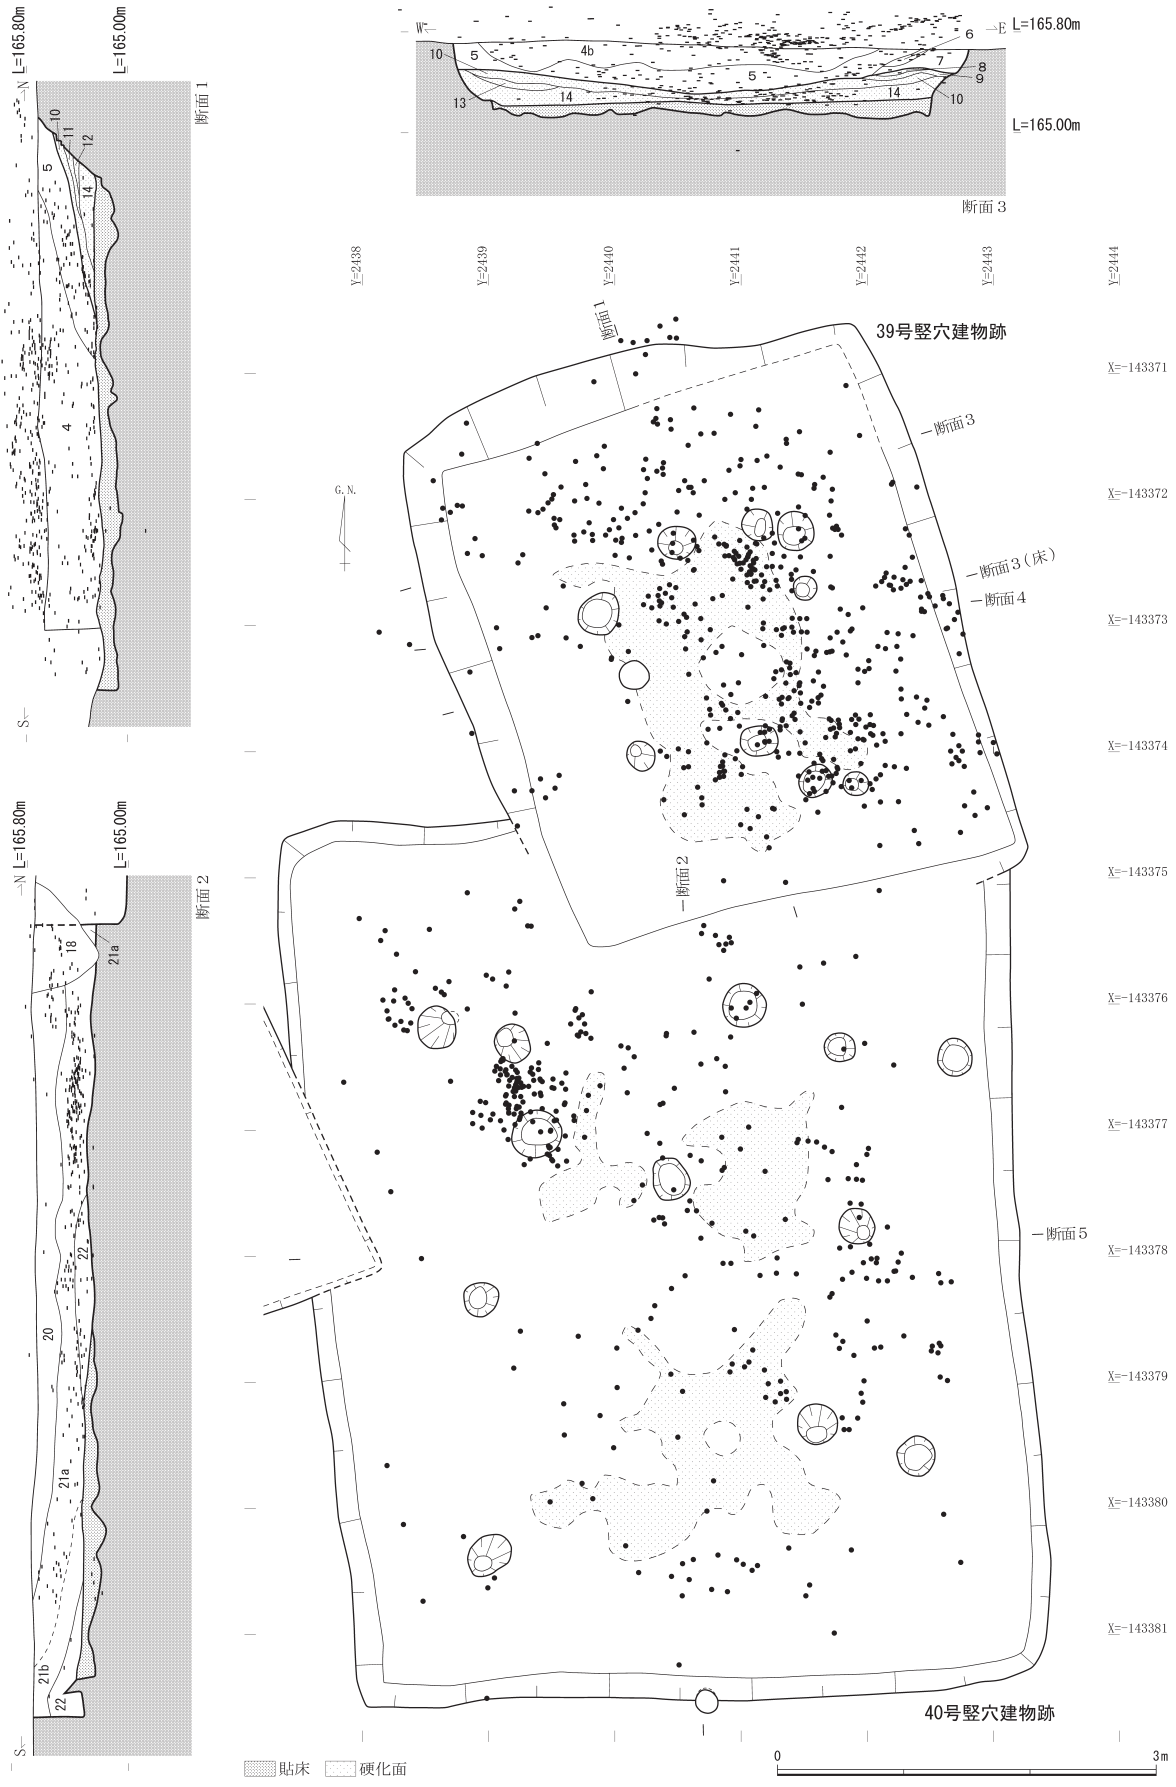 L=165.80m
L=165.00m
N
断面1
10
11
12
5
14
4
S
W
E
L=165.80m
6
10
5
4b
7
8
5
9
13
14
14
10
L=165.00m
断面3
Y=2438
Y=2439
Y=2440
Y=2441
Y=2442
Y=2443
Y=2444
断面1
39号竪穴建物跡
X=-143371
断面3
G.N.
X=-143372
断面3(床)
断面4
X=-143373
X=-143374
L=165.80m
L=165.00m
N
断面2
断面2
X=-143375
18
21a
X=-143376
X=-143377
22
断面5
X=-143378
20
X=-143379
21a
X=-143380
X=-143381
21b
22
S
40号竪穴建物跡
貼床
硬化面
0
3m